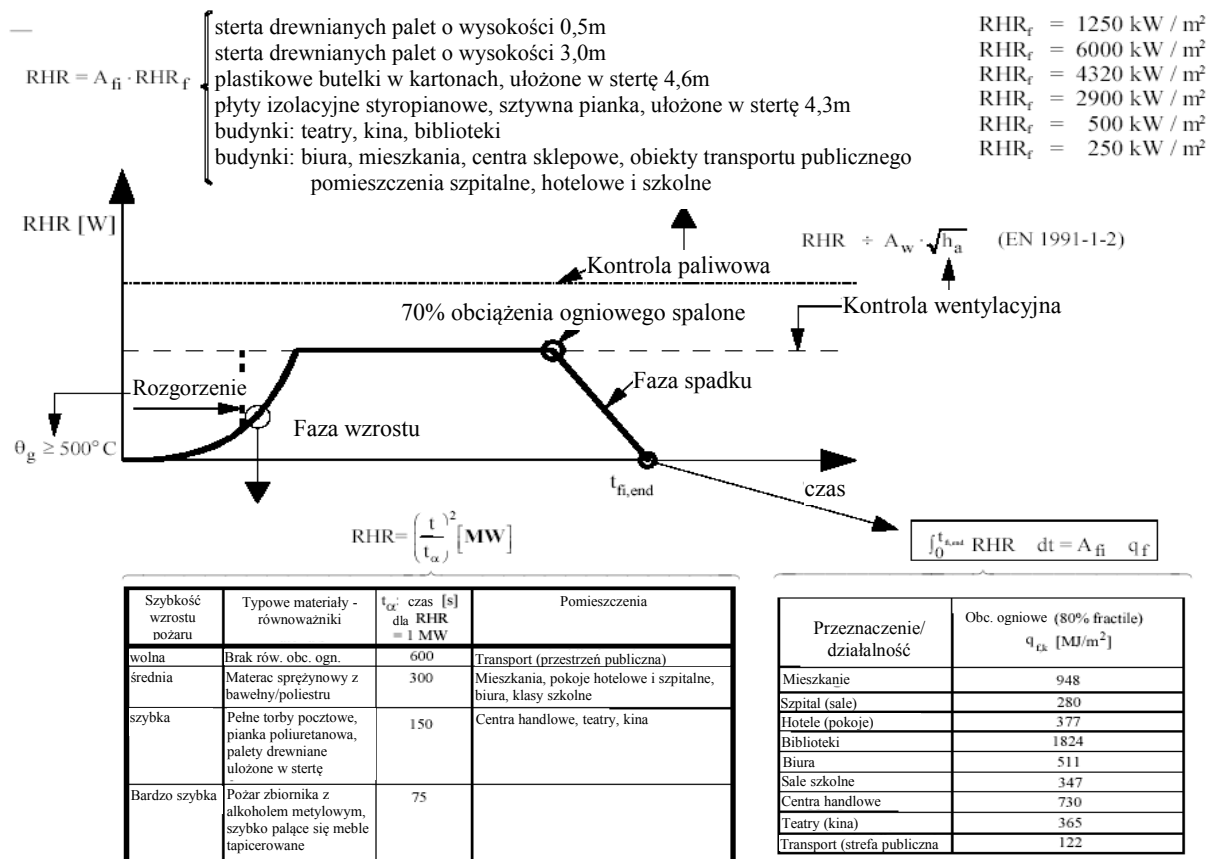 sterta drewnianych palet o wysokości 0,5m
RHR_f = 1250 kW / m²
sterta drewnianych palet o wysokości 3,0m
RHR_f = 6000 kW / m²
RHR = A_fi · RHR_f
plastikowe butelki w kartonach, ułożone w stertę 4,6m
RHR_f = 4320 kW / m²
płyty izolacyjne styropianowe, sztywna pianka, ułożone w stertę 4,3m
RHR_f = 2900 kW / m²
budynki: teatry, kina, biblioteki
RHR_f = 500 kW / m²
budynki: biura, mieszkania, centra sklepowe, obiekty transportu publicznego
RHR_f = 250 kW / m²
pomieszczenia szpitalne, hotelowe i szkolne
RHR [W]
RHR ÷ A_w · √h_a (EN 1991-1-2)
Kontrola paliwowa
70% obciążenia ogniowego spalone
Kontrola wentylacyjna
Rozgorzenie
Faza spadku
Faza wzrostu
θ_g ≥ 500° C
t_fi,end
czas
RHR= (t / t_α)² [MW]
∫_0^t_fi,end RHR dt = A_fi q_f
Szybkość
wzrostu
pożaru
Typowe materiały -
równoważniki
t_α: czas [s]
dla RHR
= 1 MW
Pomieszczenia
wolna
Brak rów. obc. ogn.
600
Transport (przestrzeń publiczna)
średnia
Materac sprężynowy z
bawełny/poliestru
300
Mieszkania, pokoje hotelowe i szpitalne,
biura, klasy szkolne
szybka
Pełne torby pocztowe,
pianka poliuretanowa,
palety drewniane
ulożone w stertę
150
Centra handlowe, teatry, kina
Bardzo szybka
Pożar zbiornika z
alkoholem metylowym,
szybko palące się meble
tapicerowane
75
Przeznaczenie/
działalność
Obc. ogniowe (80% fractile)
q_f,k [MJ/m²]
Mieszkanie 948
Szpital (sale) 280
Hotele (pokoje) 377
Biblioteki 1824
Biura 511
Sale szkolne 347
Centra handlowe 730
Teatry (kina) 365
Transport (strefa publiczna 122